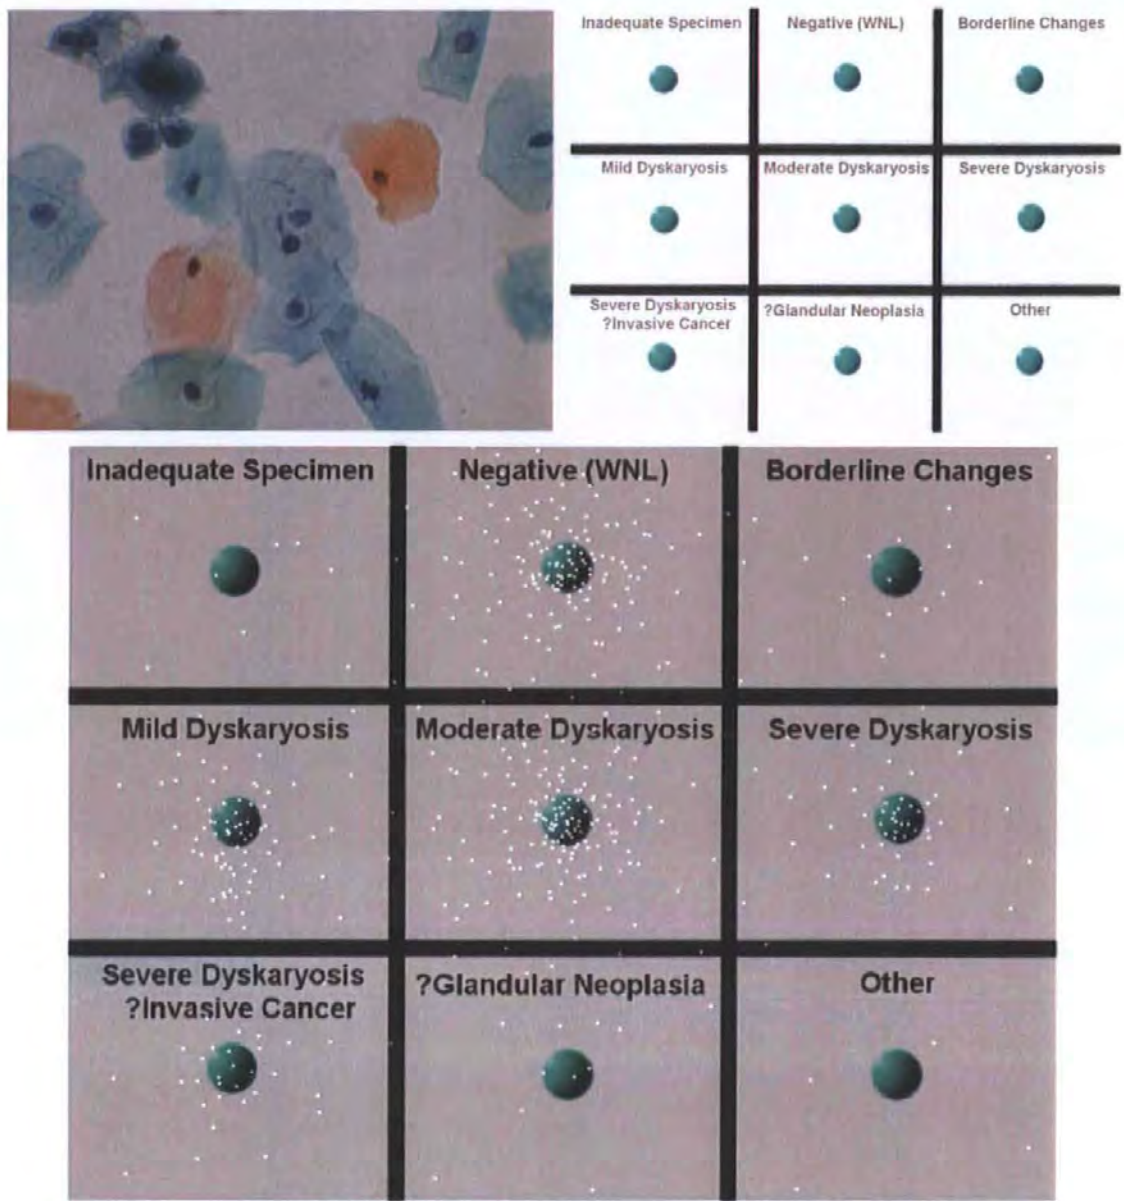 Inadequate Specimen
Negative (WNL)
Borderline Changes
Mild Dyskaryosis
Moderate Dyskaryosis
Severe Dyskaryosis
Severe Dyskaryosis
?Invasive Cancer
?Glandular Neoplasia
Other
Inadequate Specimen
Negative (WNL)
Borderline Changes
Mild Dyskaryosis
Moderate Dyskaryosis
Severe Dyskaryosis
Severe Dyskaryosis
?Invasive Cancer
?Glandular Neoplasia
Other